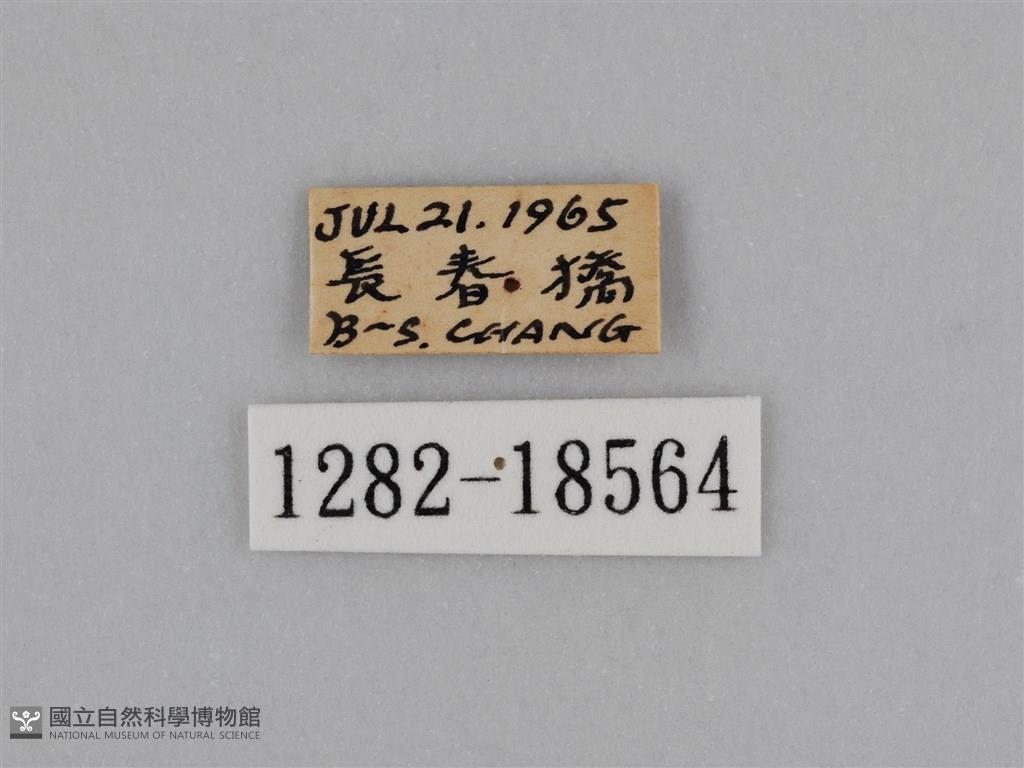 JUL 21. 1965
長春橋
B-S. CHANG
1282-18564
國立自然科學博物館
NATIONAL MUSEUM OF NATURAL SCIENCE